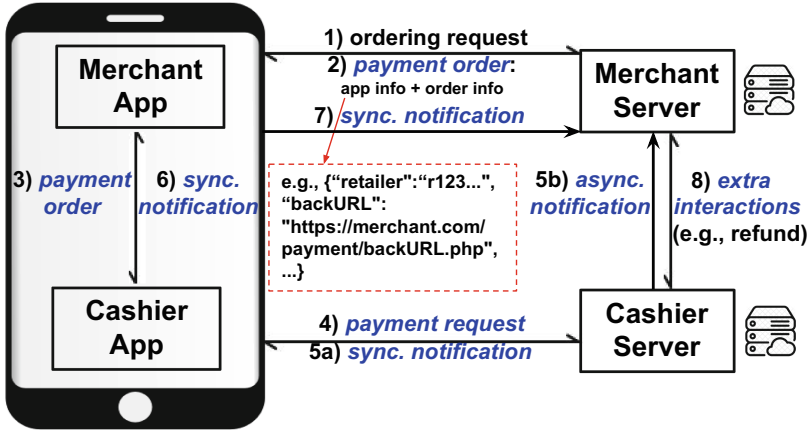 1) ordering request
2) payment order:
app info + order info
7) sync. notification
Merchant
App
Merchant
Server
3) payment
order
6) sync.
notification
e.g., {“retailer":“r123...",
“backURL":
"https://merchant.com/
payment/backURL.php",
...}
5b) async.
notification
8) extra
interactions
(e.g., refund)
Cashier
App
4) payment request
5a) sync. notification
Cashier
Server